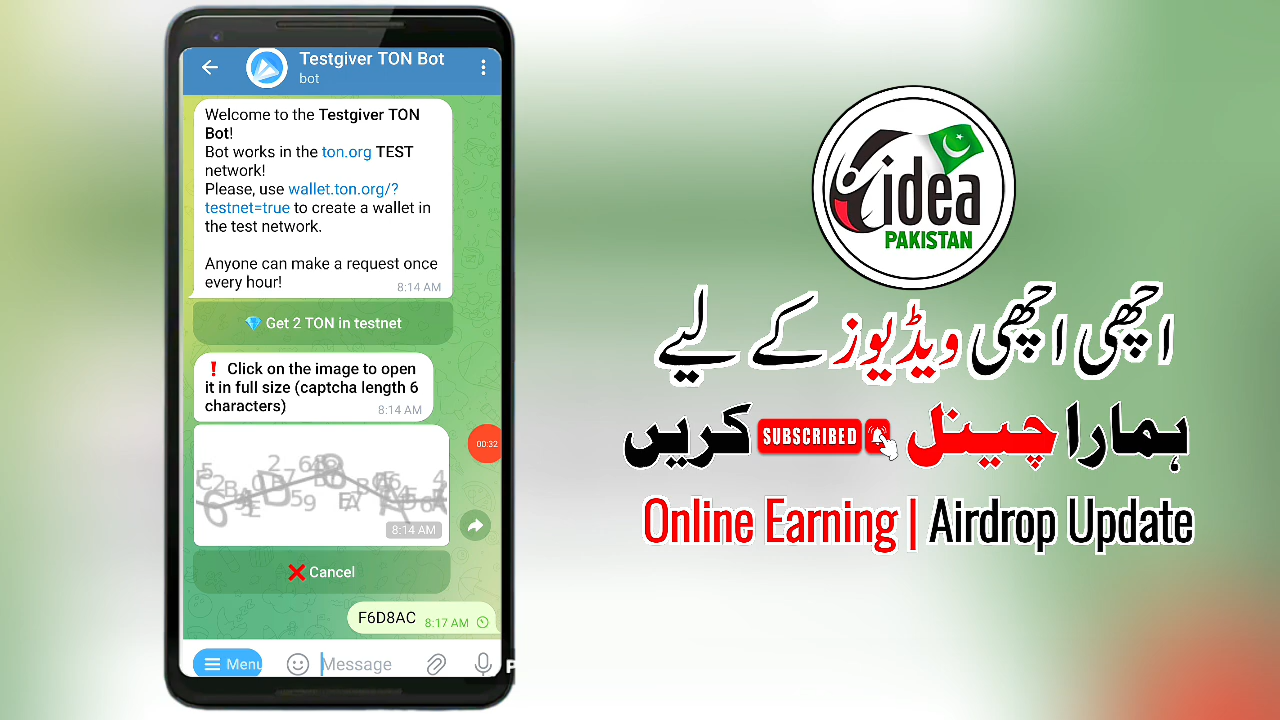 Testgiver TON Bot
bot
Welcome to the Testgiver TON
Bot!
Bot works in the ton.org TEST
network!
Please, use wallet.ton.org/?
testnet=true to create a wallet in
the test network.
Anyone can make a request once
every hour!
8:14 AM
💎 Get 2 TON in testnet
❗ Click on the image to open
it in full size (captcha length 6
characters)
8:14 AM
00:32
8:14 AM
❌ Cancel
F6D8AC 8:17 AM
Menu
Message
idea
PAKISTAN
اچھی اچھی ویڈیوز کے لیے
ہمارا چینل SUBSCRIBED کریں
Online Earning | Airdrop Update